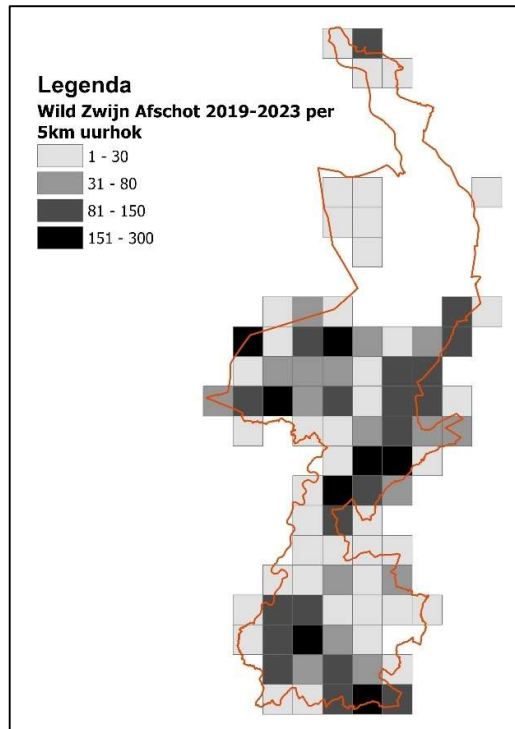 Legenda
Wild Zwijn Afschot 2019-2023 per
5km uurhok
1 - 30
31 - 80
81 - 150
151 - 300